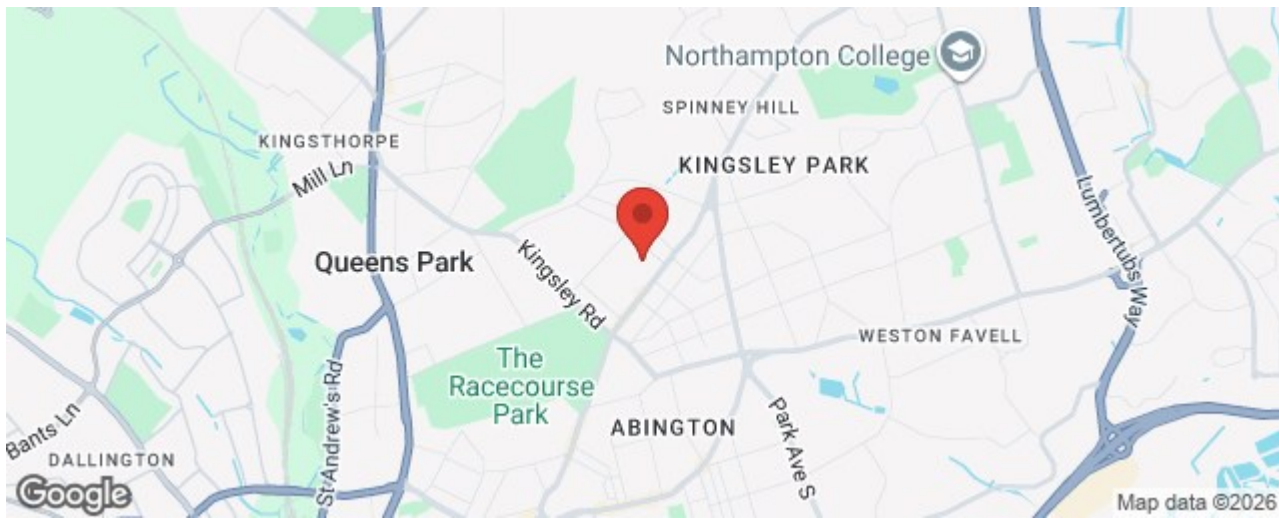 Northampton College
SPINNEY HILL
KINGSTHORPE
Mill Ln
KINGSLEY PARK
Lumbertubs Way
Queens Park
Kingsley Rd
WESTON FAVELL
The
Racecourse
Park
St Andrew's Rd
Park Ave S
Bants Ln
ABINGTON
DALLINGTON
Google
Map data ©2026